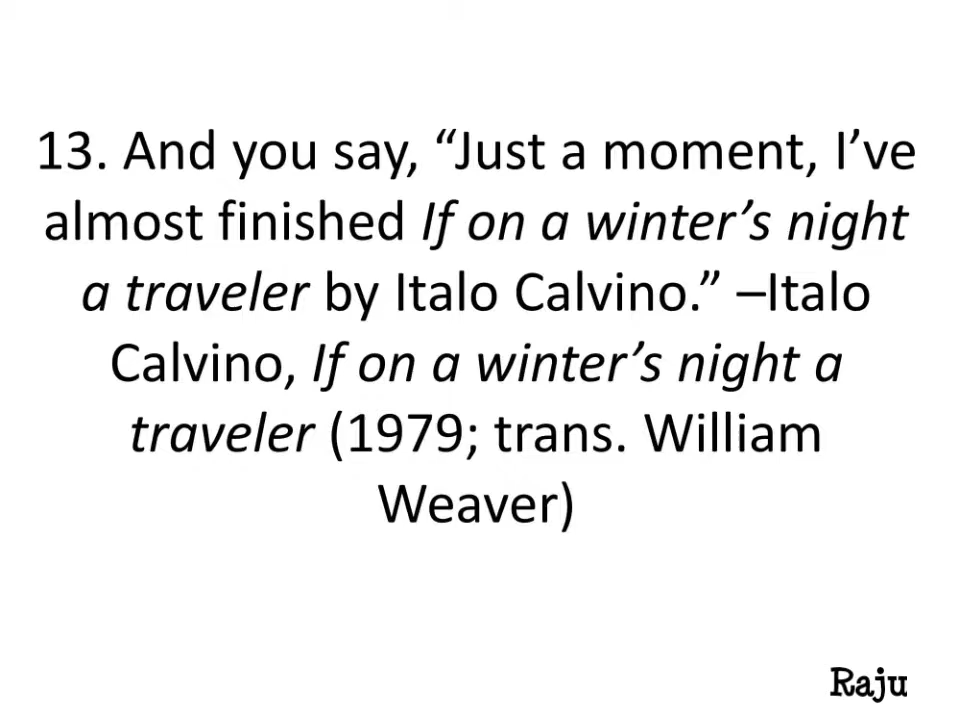 13. And you say, “Just a moment, I’ve
almost finished If on a winter’s night
a traveler by Italo Calvino.” –Italo
Calvino, If on a winter’s night a
traveler (1979; trans. William
Weaver)
Raju